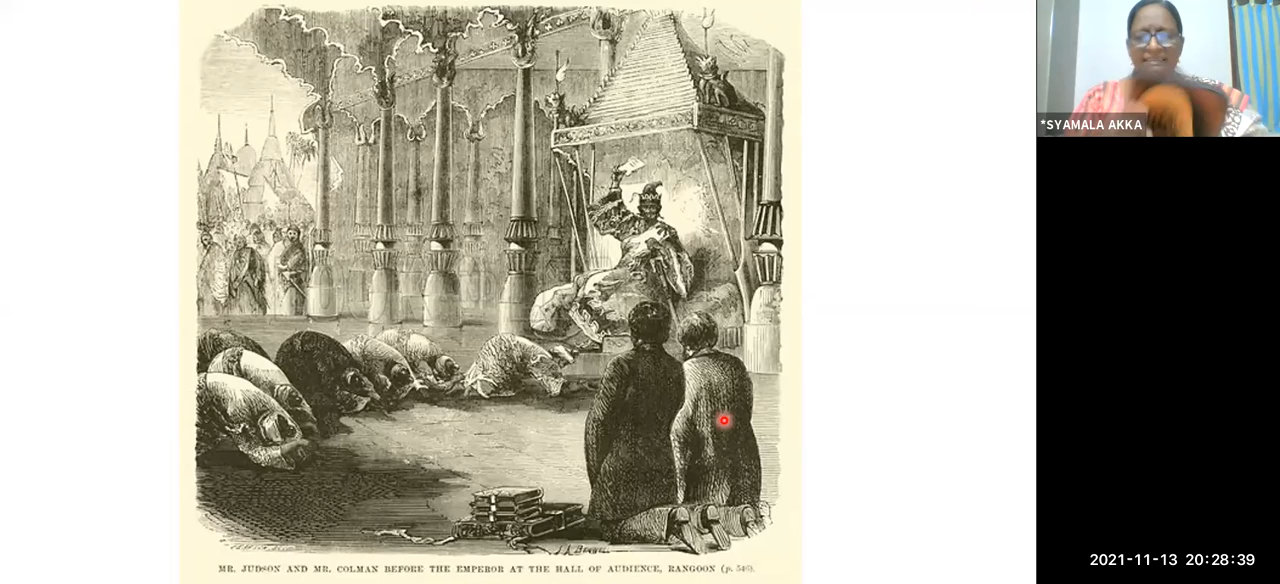 *SYAMALA AKKA
MR. JUDSON AND MR. COLMAN BEFORE THE EMPEROR AT THE HALL OF AUDIENCE, RANGOON (p. 546).
2021-11-13 20:28:39